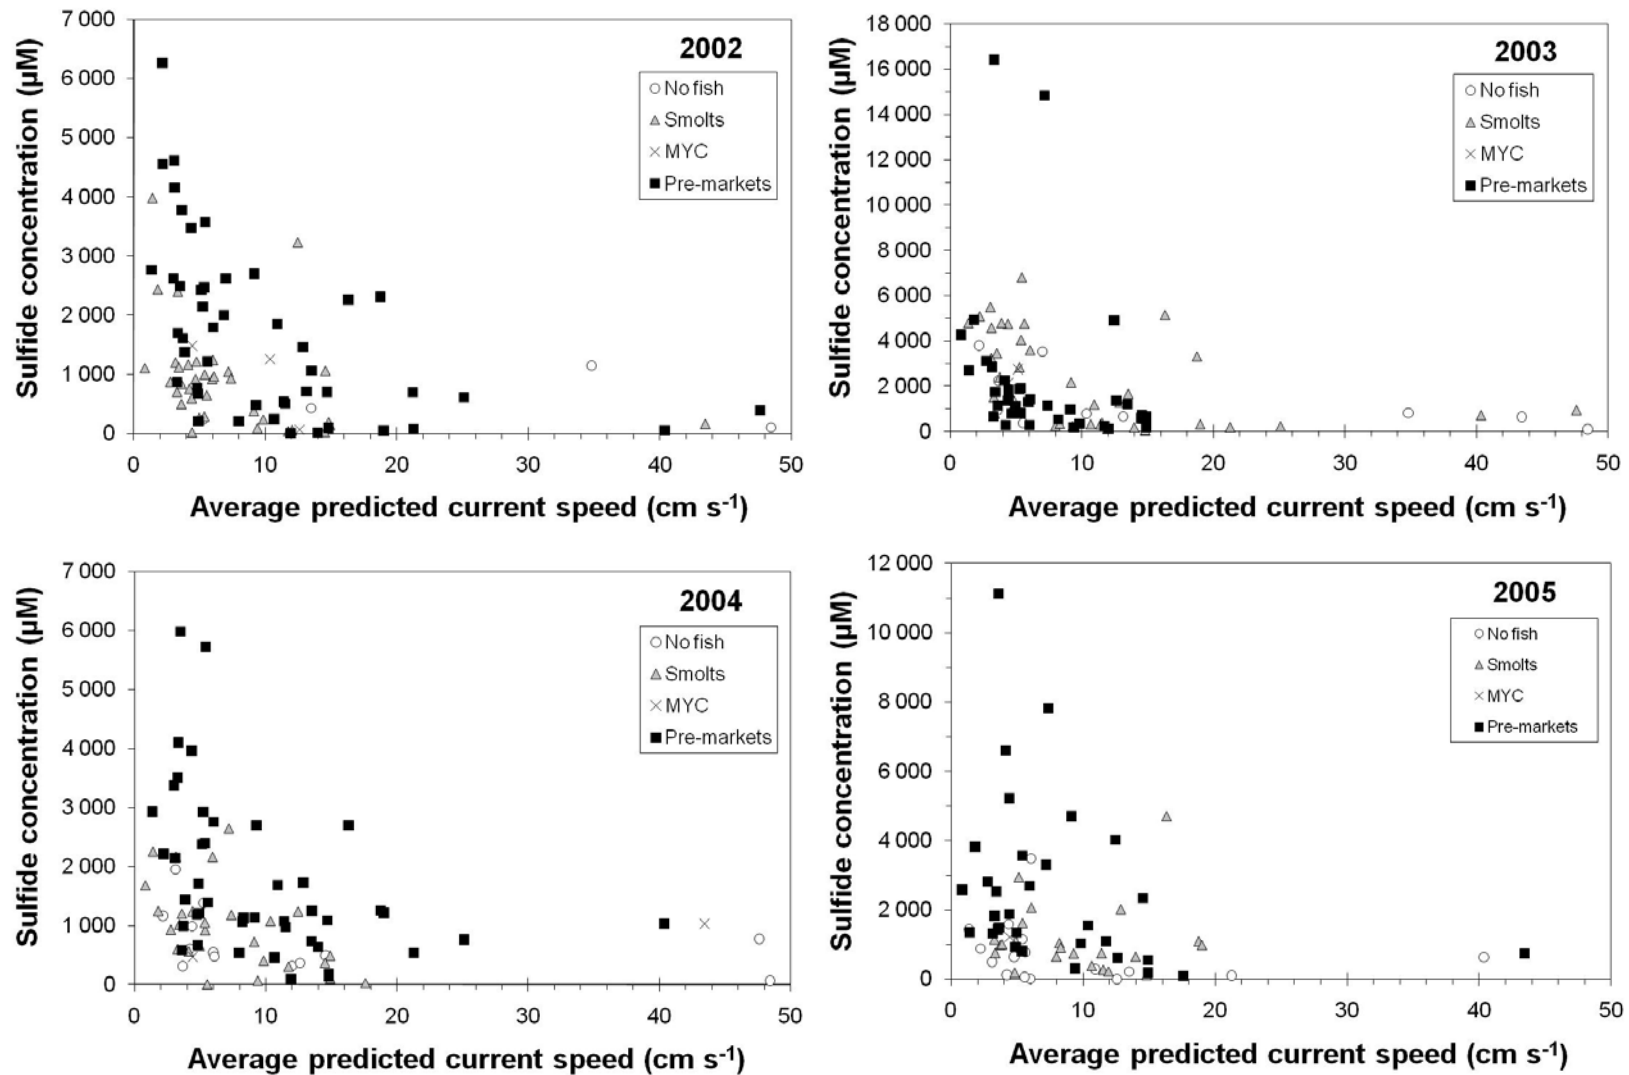 2002
7 000
6 000
5 000
4 000
3 000
2 000
1 000
0
Sulfide concentration (µM)
No fish
Smolts
MYC
Pre-markets
0 10 20 30 40 50
Average predicted current speed (cm s-1)
2003
18 000
16 000
14 000
12 000
10 000
8 000
6 000
4 000
2 000
0
Sulfide concentration (µM)
No fish
Smolts
MYC
Pre-markets
0 10 20 30 40 50
Average predicted current speed (cm s-1)
2004
7 000
6 000
5 000
4 000
3 000
2 000
1 000
0
Sulfide concentration (µM)
No fish
Smolts
MYC
Pre-markets
0 10 20 30 40 50
Average predicted current speed (cm s-1)
2005
12 000
10 000
8 000
6 000
4 000
2 000
0
Sulfide concentration (µM)
No fish
Smolts
MYC
Pre-markets
0 10 20 30 40 50
Average predicted current speed (cm s-1)